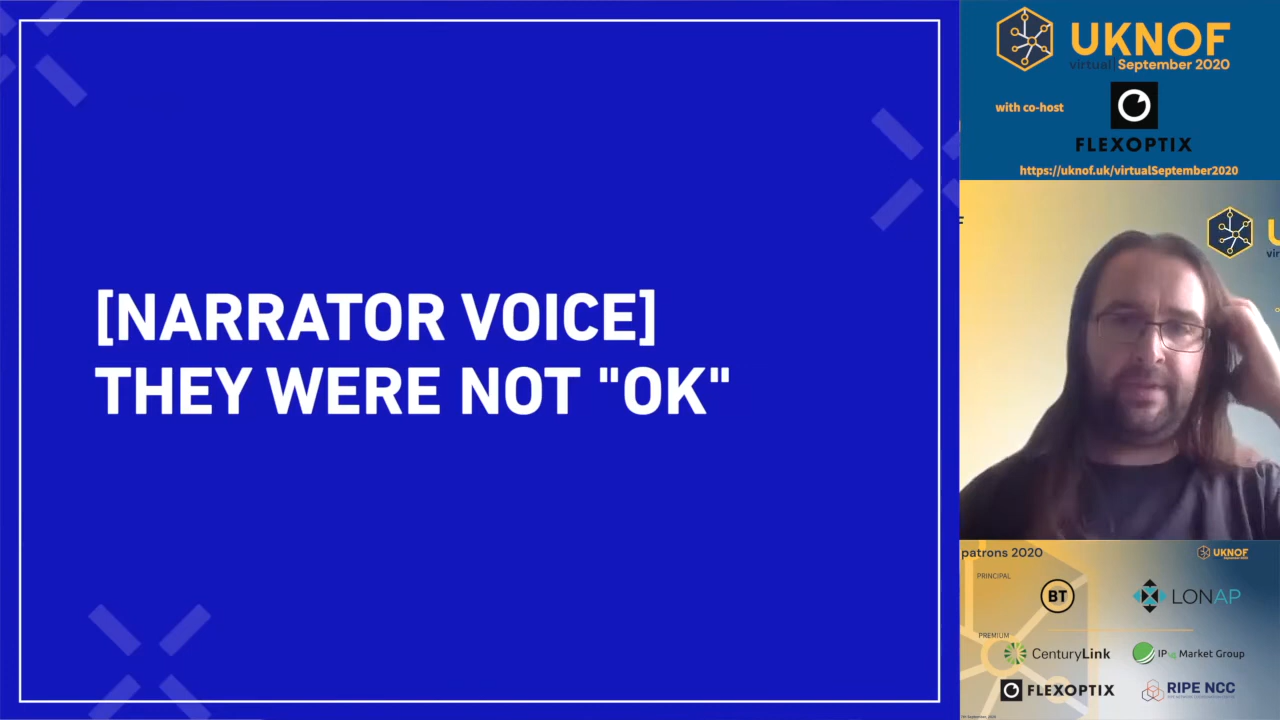 [NARRATOR VOICE]
THEY WERE NOT "OK"
UKNOF
virtual September 2020
with co-host
FLEXOPTIX
https://uknof.uk/virtualSeptember2020
patrons 2020
UKNOF
PRINCIPAL
BT
LONAP
PREMIUM
CenturyLink
IP Market Group
FLEXOPTIX
RIPE NCC